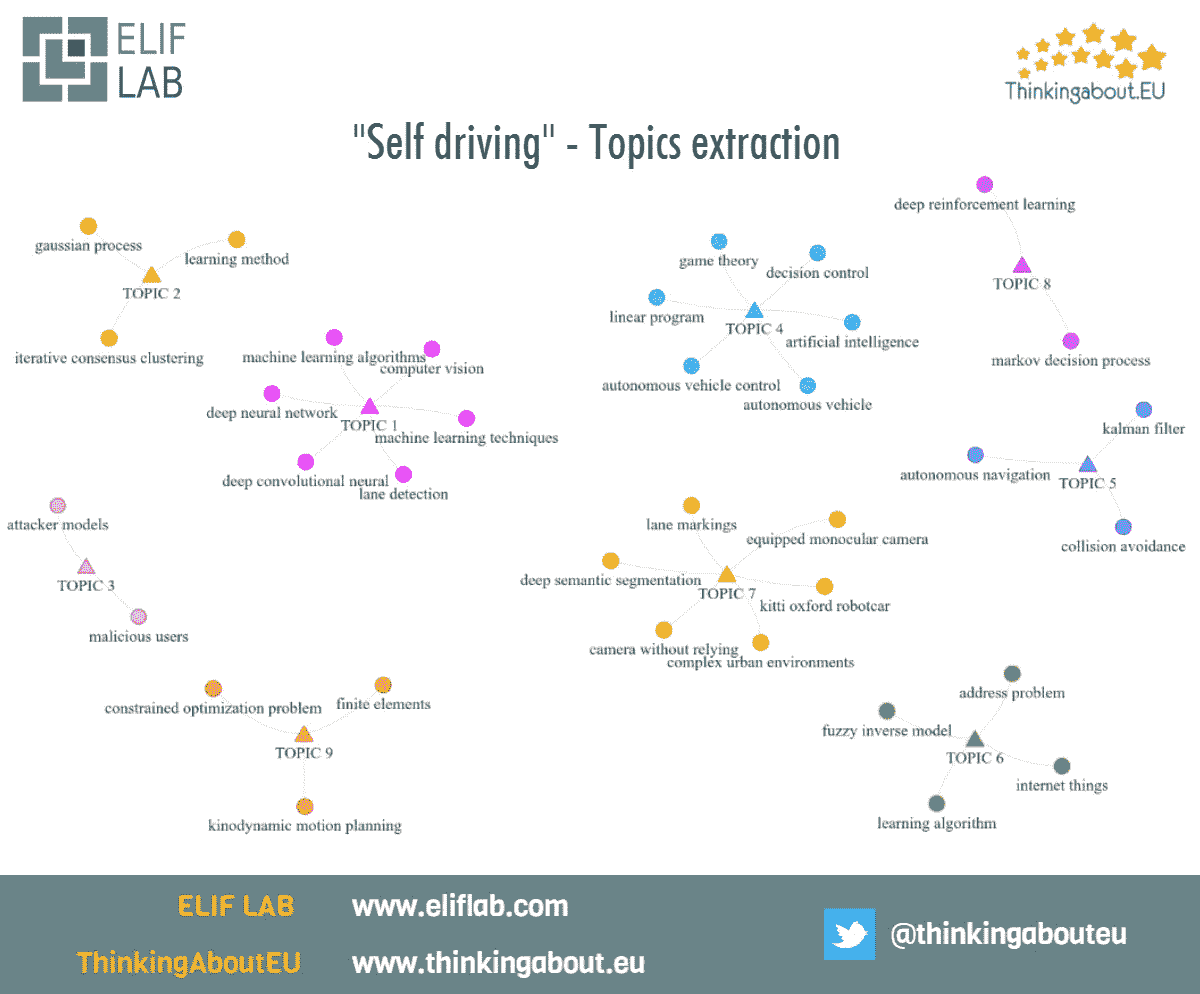 ELIF
LAB
Thinkingabout.EU
"Self driving" - Topics extraction
gaussian process
learning method
TOPIC 2
iterative consensus clustering
machine learning algorithms
computer vision
deep neural network
TOPIC 1
machine learning techniques
deep convolutional neural
lane detection
game theory
decision control
linear program
TOPIC 4
artificial intelligence
autonomous vehicle control
autonomous vehicle
deep reinforcement learning
TOPIC 8
markov decision process
kalman filter
autonomous navigation
TOPIC 5
collision avoidance
attacker models
TOPIC 3
malicious users
lane markings
equipped monocular camera
deep semantic segmentation
TOPIC 7
kitti oxford robotcar
camera without relying
complex urban environments
constrained optimization problem
finite elements
TOPIC 9
kinodynamic motion planning
address problem
fuzzy inverse model
TOPIC 6
internet things
learning algorithm
ELIF LAB www.eliflab.com
ThinkingAboutEU www.thinkingabout.eu
@thinkingabouteu